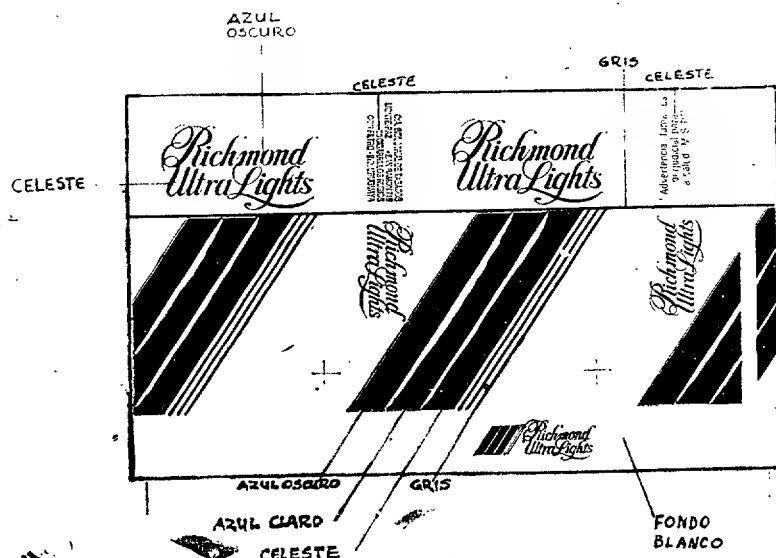 AZUL
OSCURO
CELESTE
GRIS
CELESTE
CELESTE
Richmond
Ultra Lights
Richmond
Ultra Lights
Advertencia
a salud M S P
Richmond
Ultra Lights
Richmond
Ultra Lights
Richmond
Ultra Lights
AZUL OSCURO
GRIS
AZUL CLARO
CELESTE
FONDO
BLANCO